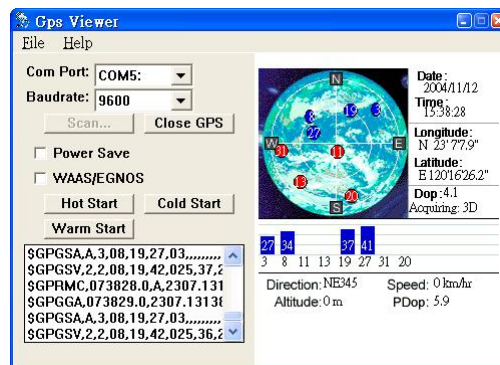 Gps Viewer
File Help
Com Port: COM5:
Baudrate: 9600
Scan... Close GPS
Power Save
WAAS/EGNOS
Hot Start Cold Start
Warm Start
$GPGSA,A,3,08,19,27,03,,,,,,,,,
$GPGSV,2,2,08,19,42,025,37,2
$GPRMC,073828.0,A,2307.131
$GPGGA,073829.0,2307.13138
$GPGSA,A,3,08,19,27,03,,,,,,,,,
$GPGSV,2,2,08,19,42,025,36,2
N
8 19 3
27
W 31 11 E
13
20
S
Date:
2004/11/12
Time:
15:38:28
Longitude:
N 23°77.9"
Latitude:
E120°16'26.2"
Dop:4.1
Acquiring: 3D
27 34 37 41
3 8 11 13 19 27 31 20
Direction:NE345 Speed: 0 km/hr
Altitude:0 m PDop: 5.9